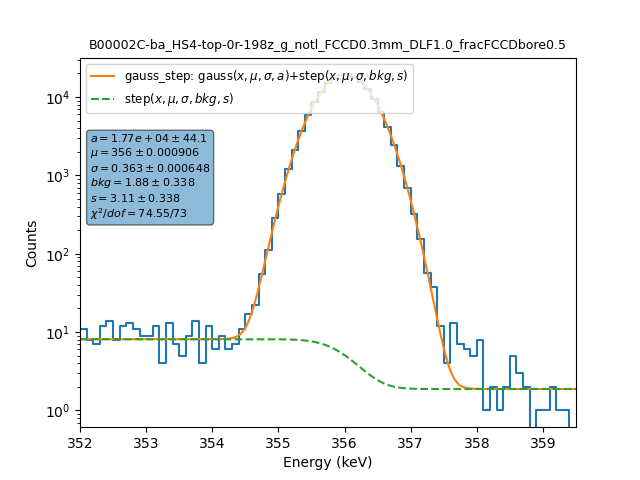 B00002C-ba_HS4-top-0r-198z_g_notl_FCCD0.3mm_DLF1.0_fracFCCDbore0.5
gauss_step: gauss(x, μ, σ, a)+step(x, μ, σ, bkg, s)
step(x, μ, σ, bkg, s)
a = 1.77e + 04 ± 44.1
μ = 356 ± 0.000906
σ = 0.363 ± 0.000648
bkg = 1.88 ± 0.338
s = 3.11 ± 0.338
χ²/dof = 74.55/73
Counts
10⁴
10³
10²
10¹
10⁰
352 353 354 355 356 357 358 359
Energy (keV)